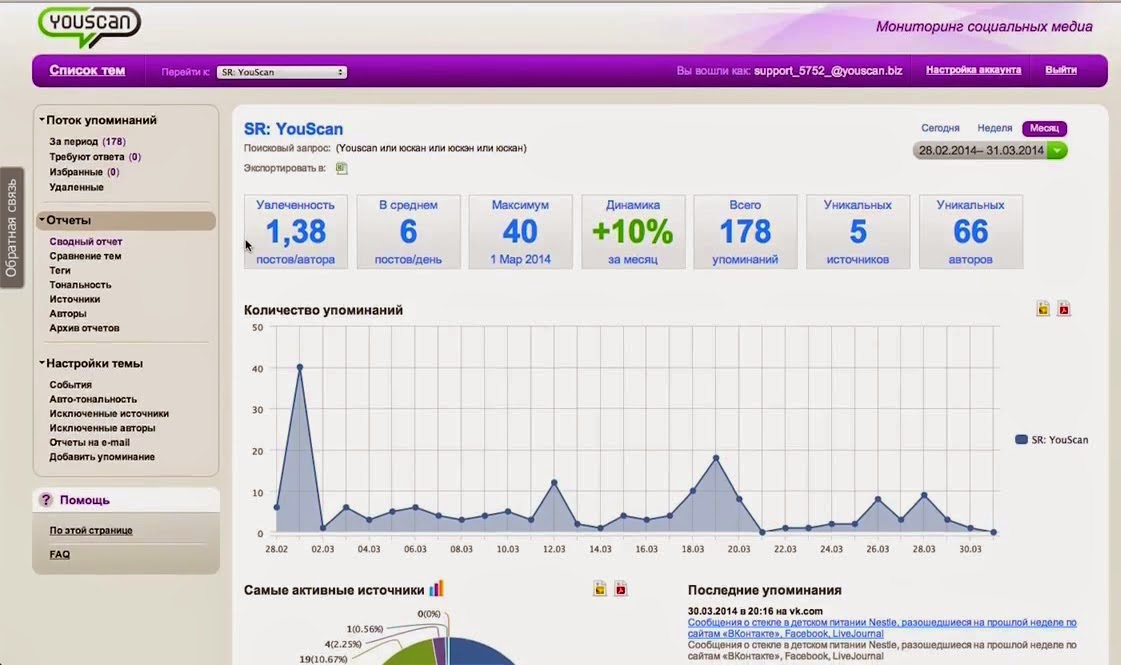 YOUSCAN
Мониторинг социальных медиа
Список тем
Перейти к: SR: YouScan
Вы вошли как: support_5752_@youscan.biz
Настройка аккаунта
Выйти
Обратная связь
Поток упоминаний
За период (178)
Требуют ответа (0)
Избранные (0)
Удаленные
Отчеты
Сводный отчет
Сравнение тем
Теги
Тональность
Источники
Авторы
Архив отчетов
Настройки темы
События
Авто-тональность
Исключенные источники
Исключенные авторы
Отчеты на e-mail
Добавить упоминание
? Помощь
По этой странице
FAQ
SR: YouScan
Поисковый запрос: (Youscan или юскан или юскэн или юскан)
Экспортировать в:
Сегодня Неделя Месяц
28.02.2014– 31.03.2014
Увлеченность
1,38
постов/автора
В среднем
6
постов/день
Максимум
40
1 Мар 2014
Динамика
+10%
за месяц
Всего
178
упоминаний
Уникальных
5
источников
Уникальных
66
авторов
Количество упоминаний
50
40
30
20
10
0
28.02 02.03 04.03 06.03 08.03 10.03 12.03 14.03 16.03 18.03 20.03 22.03 24.03 26.03 28.03 30.03
SR: YouScan
Самые активные источники
0(0%)
1(0.56%)
4(2.25%)
19(10.67%)
Последние упоминания
30.03.2014 в 20:16 на vk.com
Сообщения о стекле в детском питании Nestle, разошедшиеся на прошлой неделе по
сайтам «ВКонтакте», Facebook, LiveJournal
Сообщения о стекле в детском питании Nestle, разошедшиеся на прошлой неделе по
сайтам «ВКонтакте», Facebook, LiveJournal